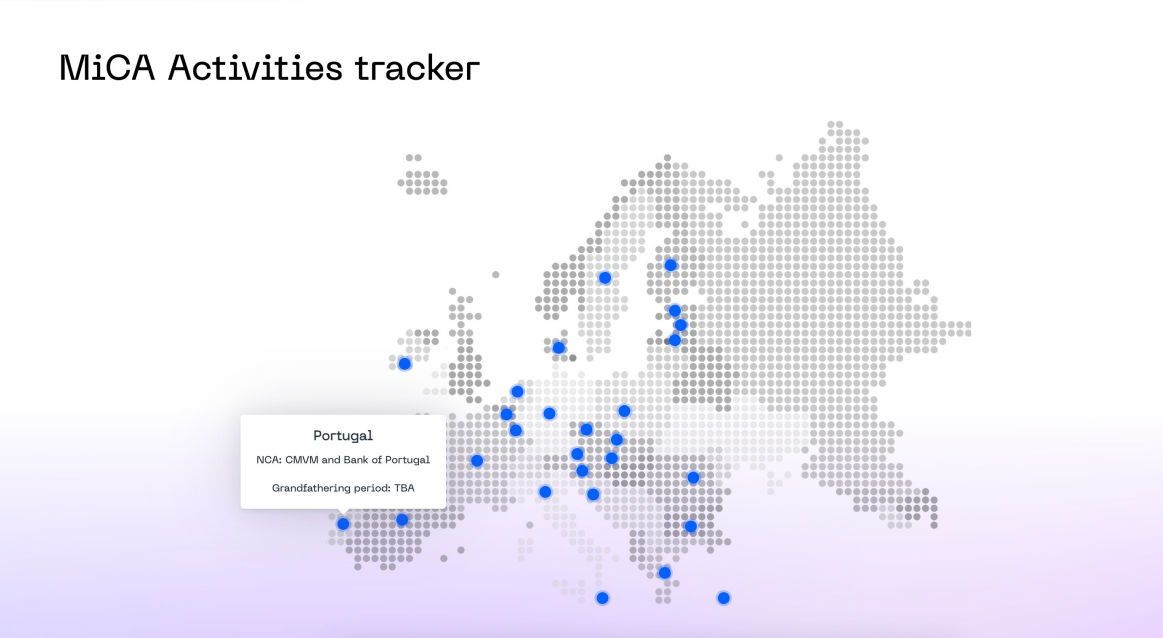 MiCA Activities tracker
Portugal
NCA: CMVM and Bank of Portugal
Grandfathering period: TBA